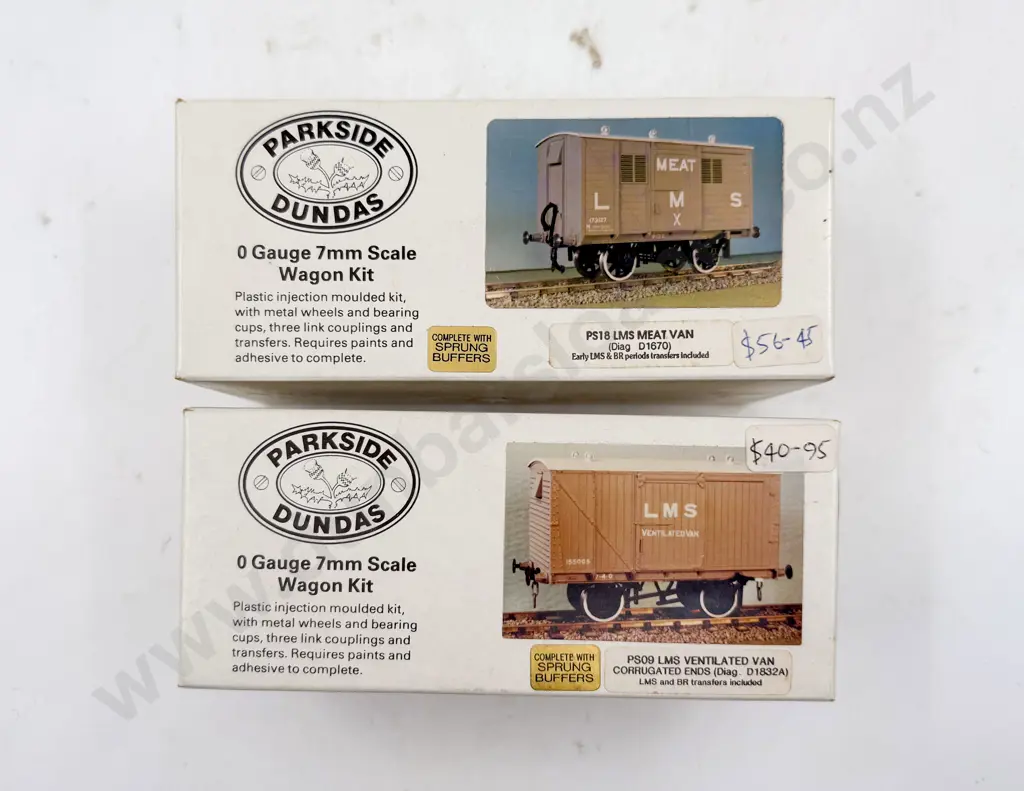 PARKSIDE
DUNDAS
0 Gauge 7mm Scale
Wagon Kit
Plastic injection moulded kit,
with metal wheels and bearing
cups, three link couplings and
transfers. Requires paints and
adhesive to complete.
COMPLETE WITH
SPRUNG
BUFFERS
MEAT
L M S
X
PS18 LMS MEAT VAN
(Diag D1670)
Early LMS & BR periods transfers included
$56-45
PARKSIDE
DUNDAS
0 Gauge 7mm Scale
Wagon Kit
Plastic injection moulded kit,
with metal wheels and bearing
cups, three link couplings and
transfers. Requires paints and
adhesive to complete.
$40-95
LMS
VENTILATED VAN
COMPLETE WITH
SPRUNG
BUFFERS
PS09 LMS VENTILATED VAN
CORRUGATED ENDS (Diag. D1832A)
LMS and BR transfers included